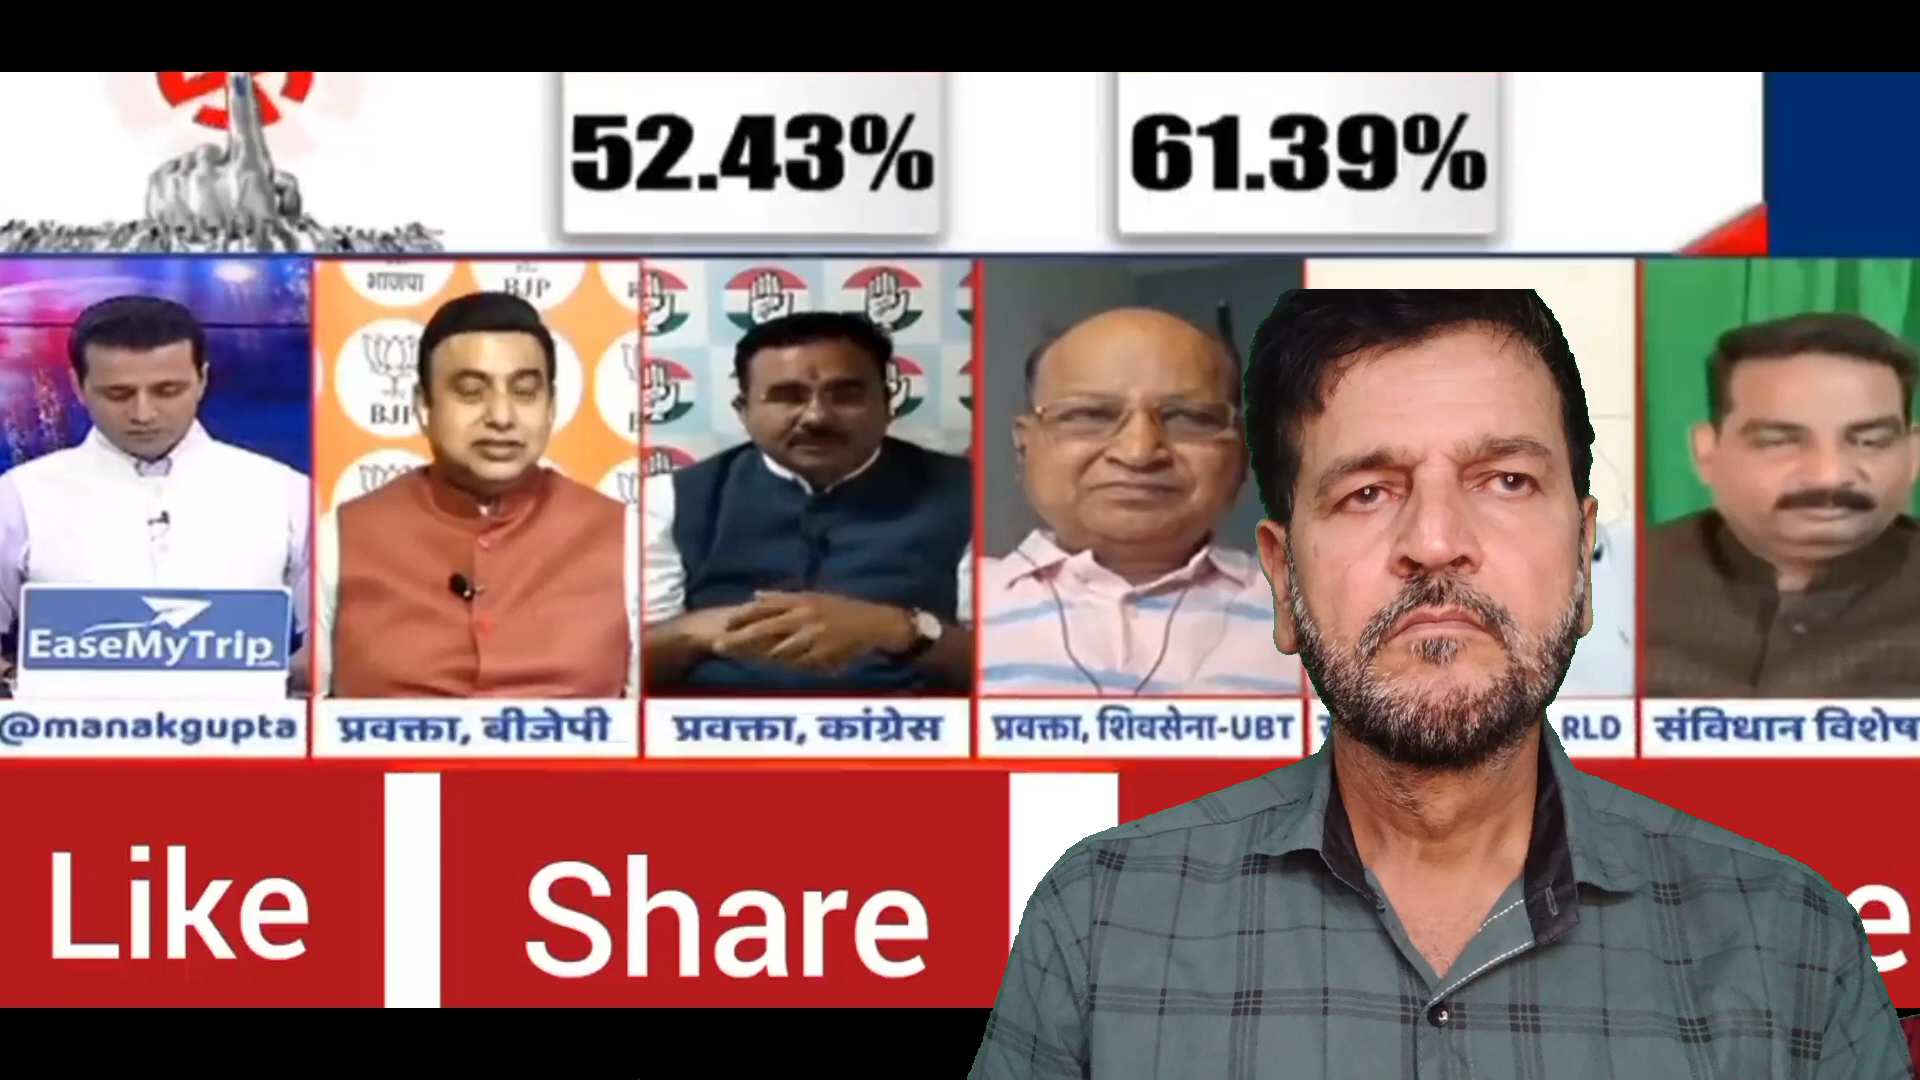 52.43% 61.39%
भाजपा
BJP
BJP
EaseMyTrip
@manakgupta
प्रवक्ता, बीजेपी
प्रवक्ता, कांग्रेस
प्रवक्ता, शिवसेना-UBT
RLD
संविधान विशेष
Like
Share
e